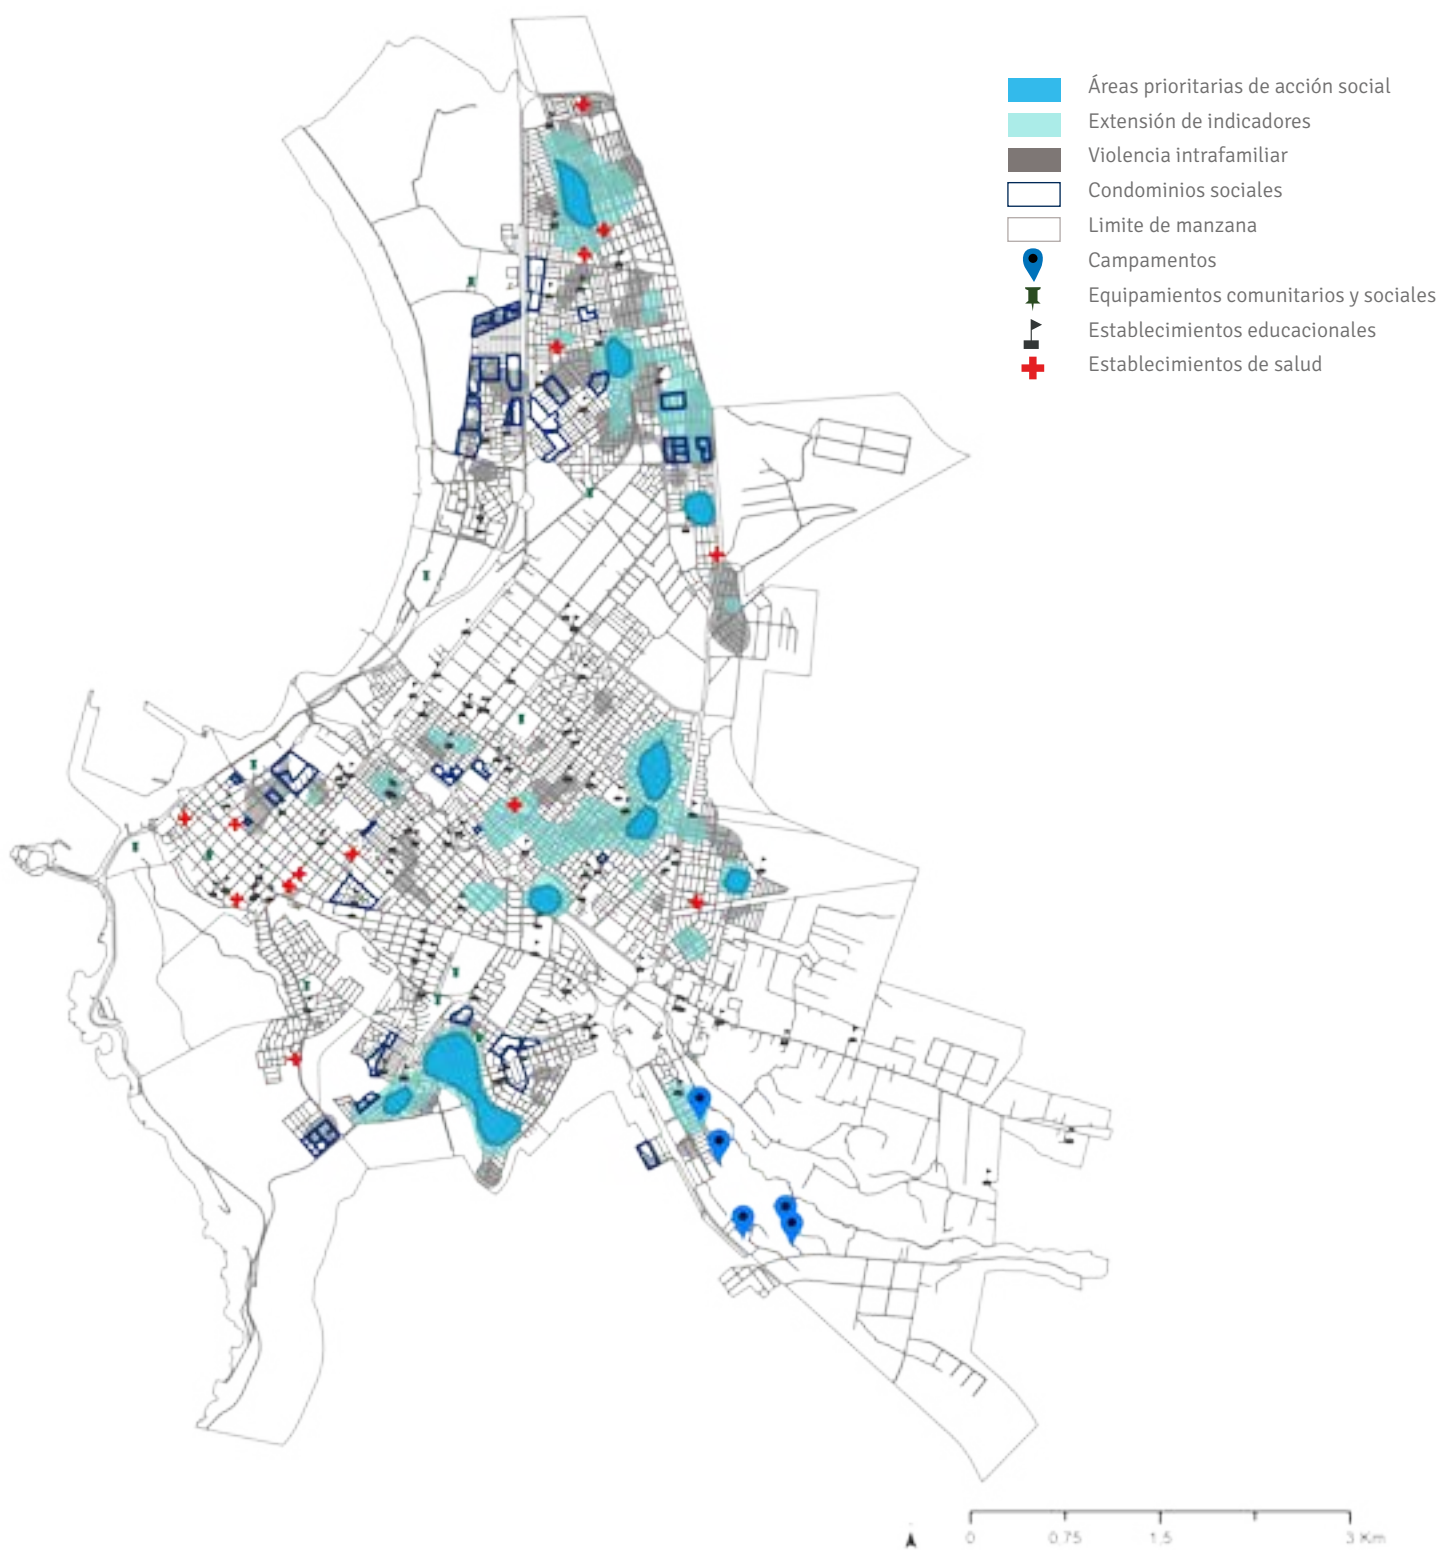 Áreas prioritarias de acción social
Extensión de indicadores
Violencia intrafamiliar
Condominios sociales
Limite de manzana
Campamentos
Equipamientos comunitarios y sociales
Establecimientos educacionales
Establecimientos de salud
0 0,75 1,5 3 Km